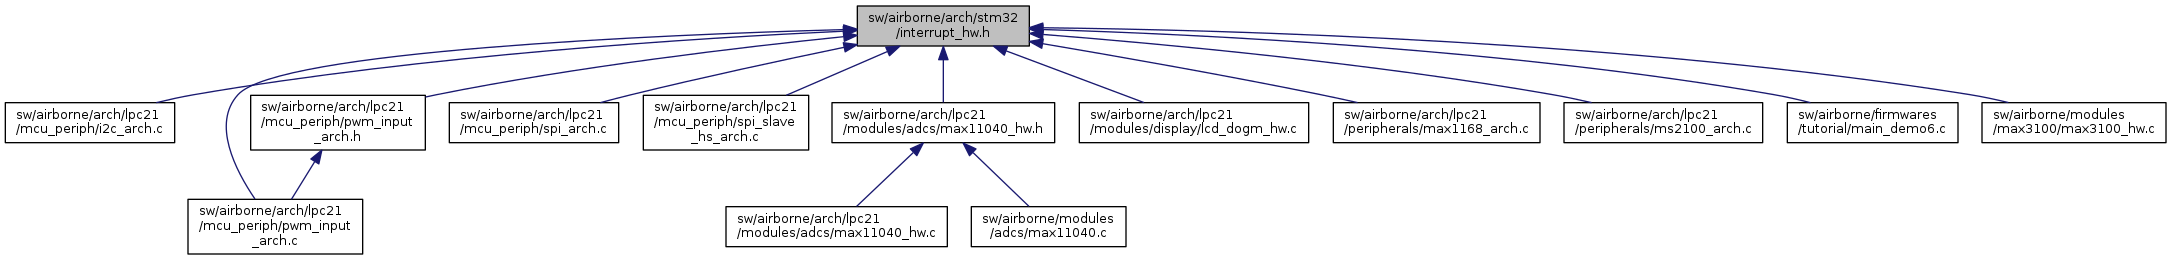 sw/airborne/arch/stm32
/interrupt_hw.h
sw/airborne/arch/lpc21
/mcu_periph/i2c_arch.c
sw/airborne/arch/lpc21
/mcu_periph/pwm_input
_arch.h
sw/airborne/arch/lpc21
/mcu_periph/spi_arch.c
sw/airborne/arch/lpc21
/mcu_periph/spi_slave
_hs_arch.c
sw/airborne/arch/lpc21
/modules/adcs/max11040_hw.h
sw/airborne/arch/lpc21
/modules/display/lcd_dogm_hw.c
sw/airborne/arch/lpc21
/peripherals/max1168_arch.c
sw/airborne/arch/lpc21
/peripherals/ms2100_arch.c
sw/airborne/firmwares
/tutorial/main_demo6.c
sw/airborne/modules
/max3100/max3100_hw.c
sw/airborne/arch/lpc21
/mcu_periph/pwm_input
_arch.c
sw/airborne/arch/lpc21
/modules/adcs/max11040_hw.c
sw/airborne/modules
/adcs/max11040.c